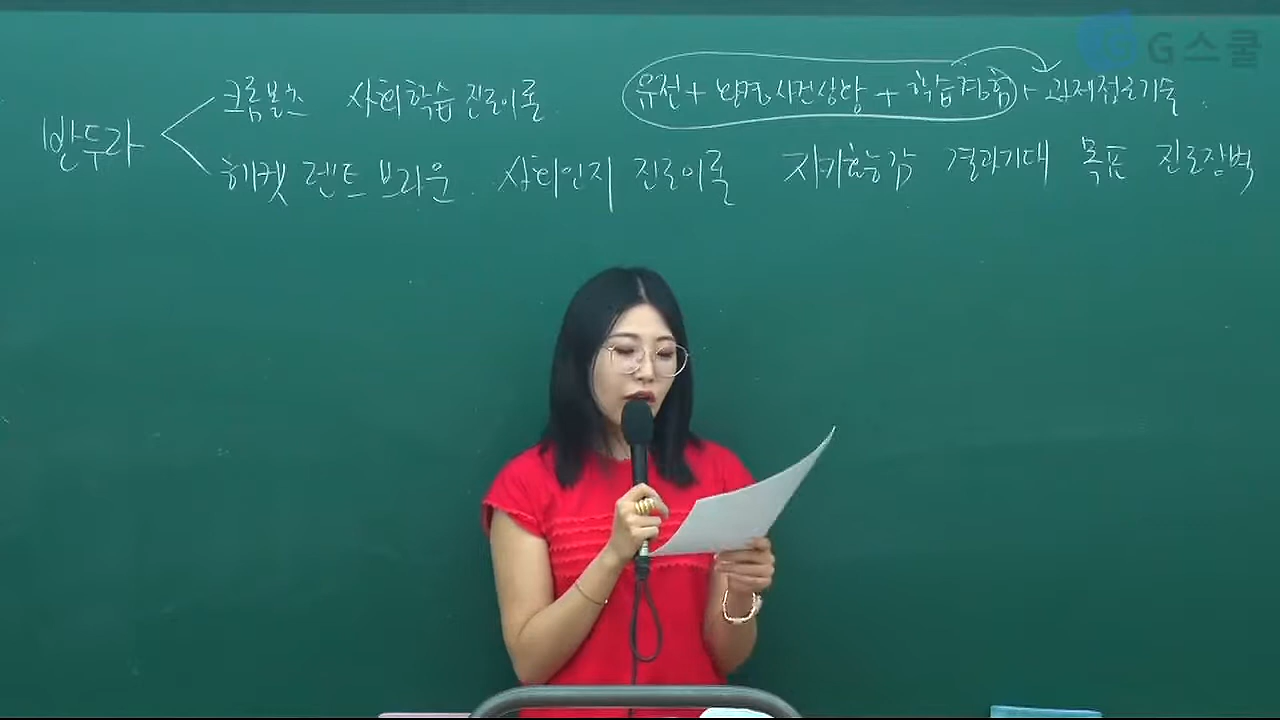 반두라
크롬볼츠 사회학습 진로이론 유전 + 환경사건상황 + 학습경험 + 과제접근기술
해켓 렌트 브라운 사회인지 진로이론 자기효능감 결과기대 목표 진로장벽
G스쿨